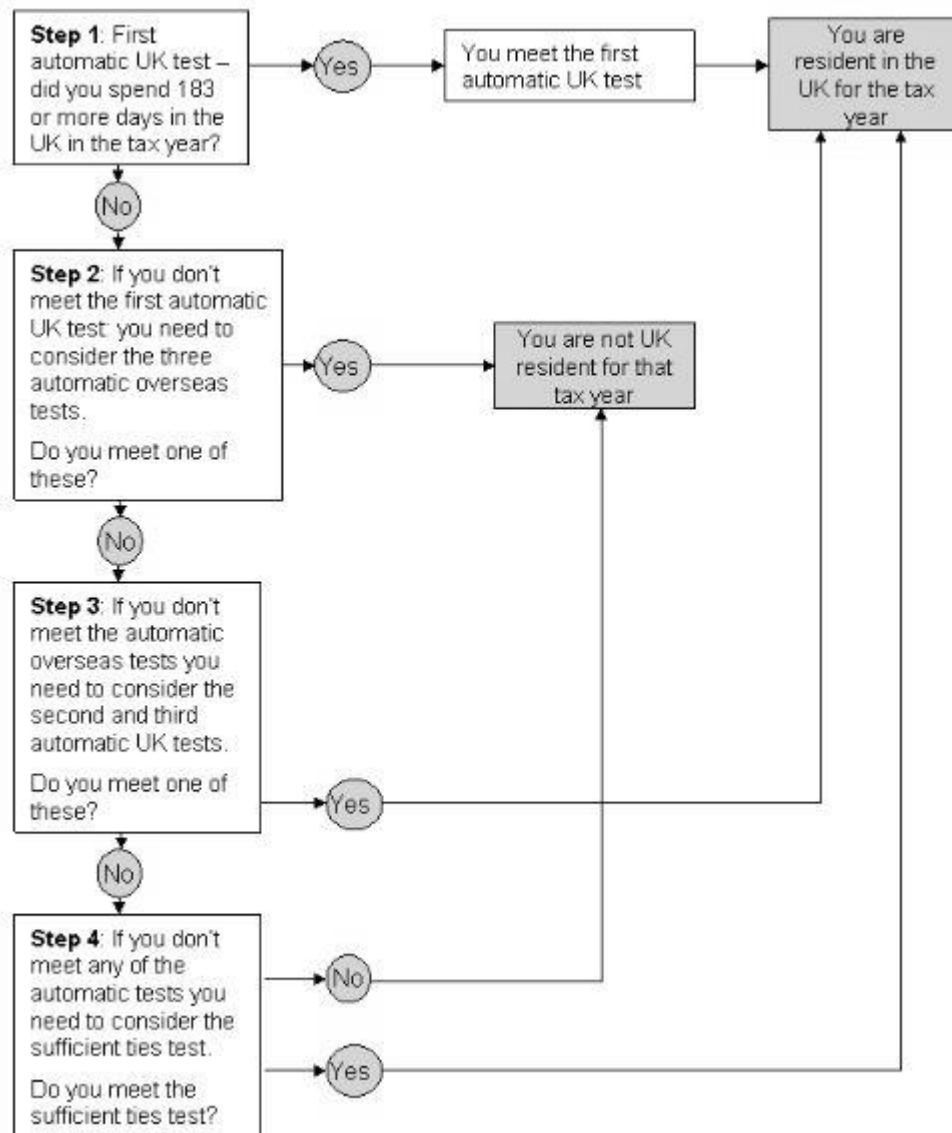 Step 1: First
automatic UK test –
did you spend 183
or more days in the
UK in the tax year?
Yes
You meet the first
automatic UK test
You are
resident in the
UK for the tax
year
No
Step 2: If you don't
meet the first automatic
UK test: you need to
consider the three
automatic overseas
tests.
Do you meet one of
these?
Yes
You are not UK
resident for that
tax year
No
Step 3: If you don't
meet the automatic
overseas tests you
need to consider the
second and third
automatic UK tests.
Do you meet one of
these?
Yes
No
Step 4: If you don't
meet any of the
automatic tests you
need to consider the
sufficient ties test.
Do you meet the
sufficient ties test?
No
Yes